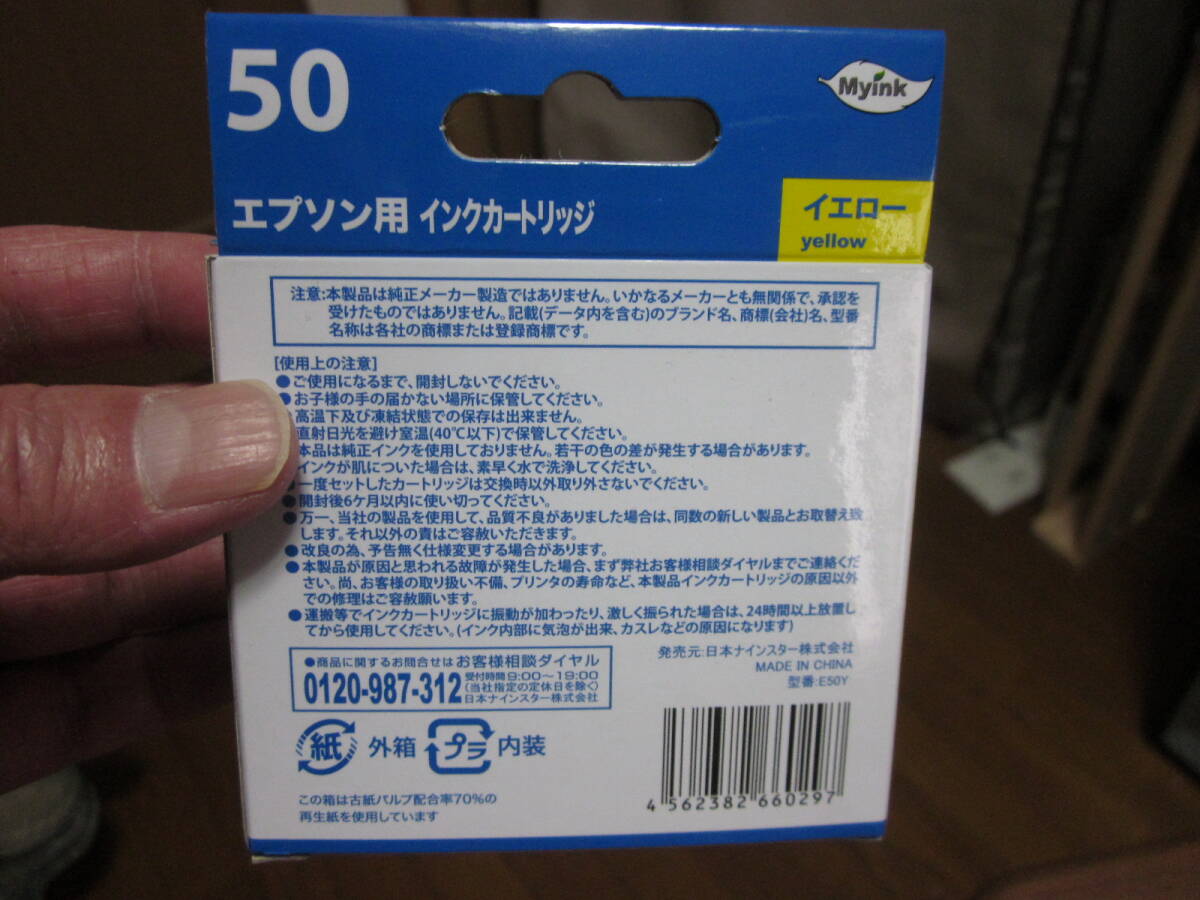 50
Myink
エプソン用 インクカートリッジ
イエロー
yellow
注意:本製品は純正メーカー製造ではありません。いかなるメーカーとも無関係で、承認を
受けたものではありません。記載(データ内を含む)のブランド名、商標(会社)名、型番
名称は各社の商標または登録商標です。
[使用上の注意]
●ご使用になるまで、開封しないでください。
●お子様の手の届かない場所に保管してください。
高温下及び凍結状態での保存は出来ません。
直射日光を避け室温(40℃以下)で保管してください。
本品は純正インクを使用しておりません。若干の色の差が発生する場合があります。
インクが肌についた場合は、素早く水で洗浄してください。
●一度セットしたカートリッジは交換時以外取り外さないでください。
●開封後6ケ月以内に使い切ってください。
●万一、当社の製品を使用して、品質不良がありました場合は、同数の新しい製品とお取替え致
します。それ以外の責はご容赦いただきます。
●改良の為、予告無く仕様変更する場合があります。
●本製品が原因と思われる故障が発生した場合、まず弊社お客様相談ダイヤルまでご連絡くだ
さい。尚、お客様の取り扱い不備、プリンタの寿命など、本製品インクカートリッジの原因以外
での修理はご容赦願います。
●運搬等でインクカートリッジに振動が加わったり、激しく振られた場合は、24時間以上放置し
てから使用してください。(インク内部に気泡が出来、カスレなどの原因になります)
発売元:日本ナインスター株式会社
MADE IN CHINA
型番:E50Y
●商品に関するお問合せは お客様相談ダイヤル
0120-987-312 受付時間 9:00〜19:00
(当社指定の定休日を除く)
日本ナインスター株式会社
紙 外箱 プラ 内装
4 562382 660297
この箱は古紙パルプ配合率70%の
再生紙を使用しています